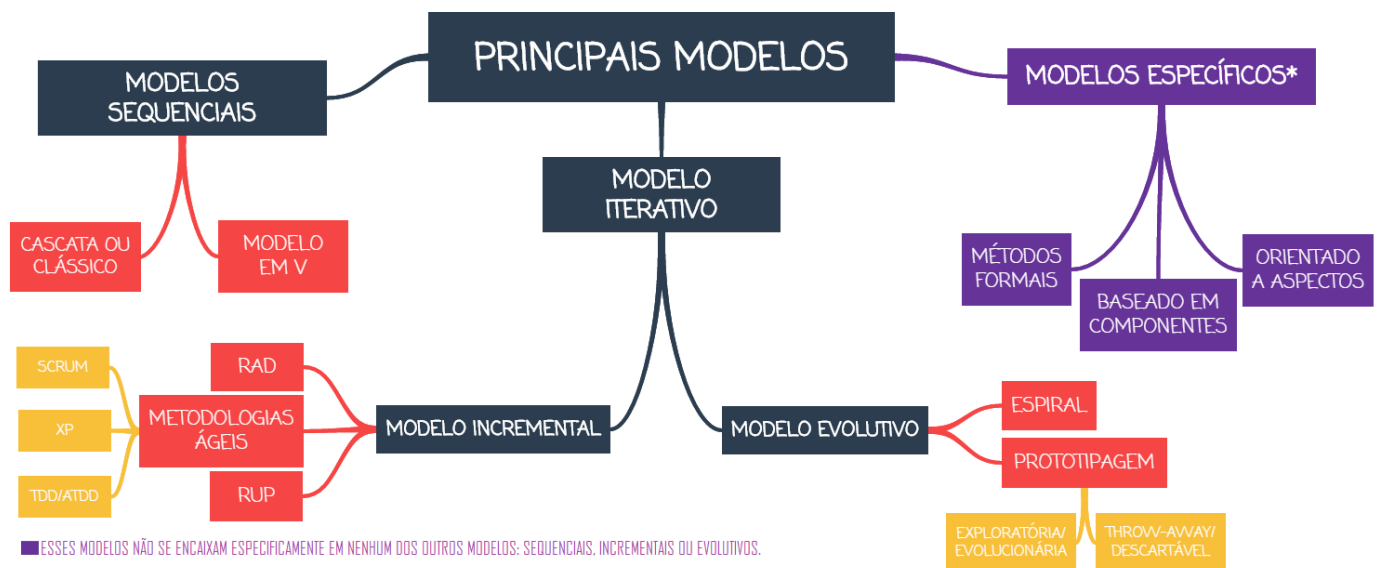 PRINCIPAIS MODELOS
MODELOS
SEQUENCIAIS
MODELOS ESPECÍFICOS*
MODELO
ITERATIVO
CASCATA OU
CLÁSSICO
MODELO
EM V
MÉTODOS
FORMAIS
BASEADO EM
COMPONENTES
ORIENTADO
A ASPECTOS
SCRUM
XP
TDD/ATDD
METODOLOGIAS
ÁGEIS
RAD
RUP
MODELO INCREMENTAL
MODELO EVOLUTIVO
ESPIRAL
PROTOTIPAGEM
EXPLORATÓRIA/
EVOLUCIONÁRIA
THROW-AWAY/
DESCARTÁVEL
ESSES MODELOS NÃO SE ENCAIXAM ESPECIFICAMENTE EM NENHUM DOS OUTROS MODELOS: SEQUENCIAIS, INCREMENTAIS OU EVOLUTIVOS.